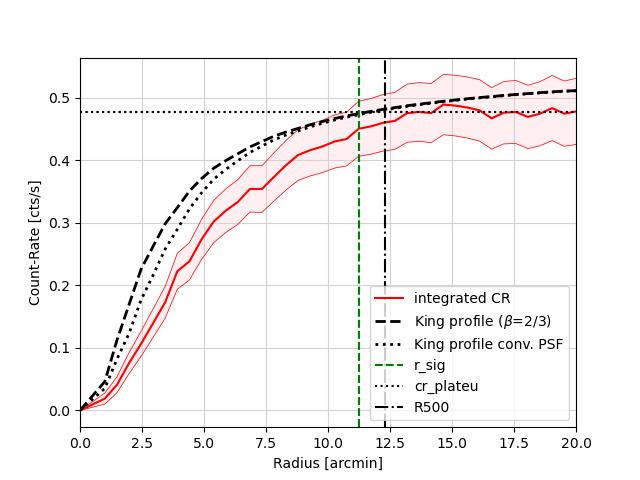 0.5
0.4
0.3
0.2
0.1
0.0
Count-Rate [cts/s]
integrated CR
King profile (β=2/3)
King profile conv. PSF
r_sig
cr_plateu
R500
0.0 2.5 5.0 7.5 10.0 12.5 15.0 17.5 20.0
Radius [arcmin]